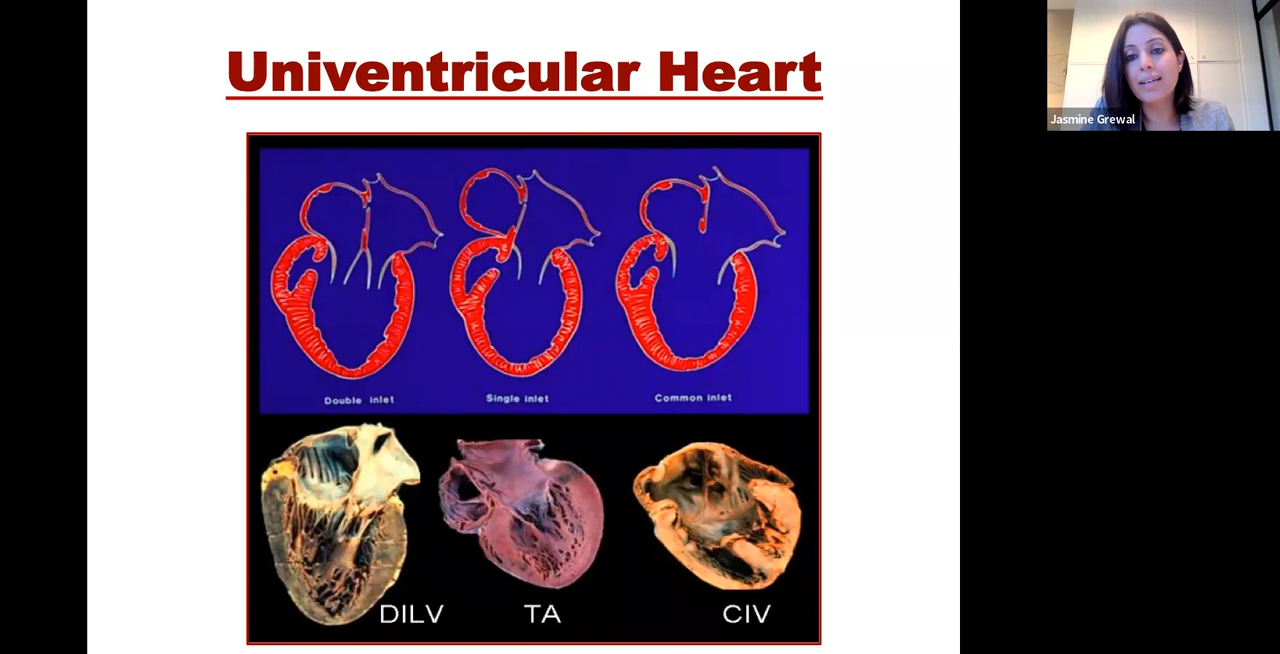 Univentricular Heart
Jasmine Grewal
Double inlet
Single inlet
Common inlet
DILV
TA
CIV